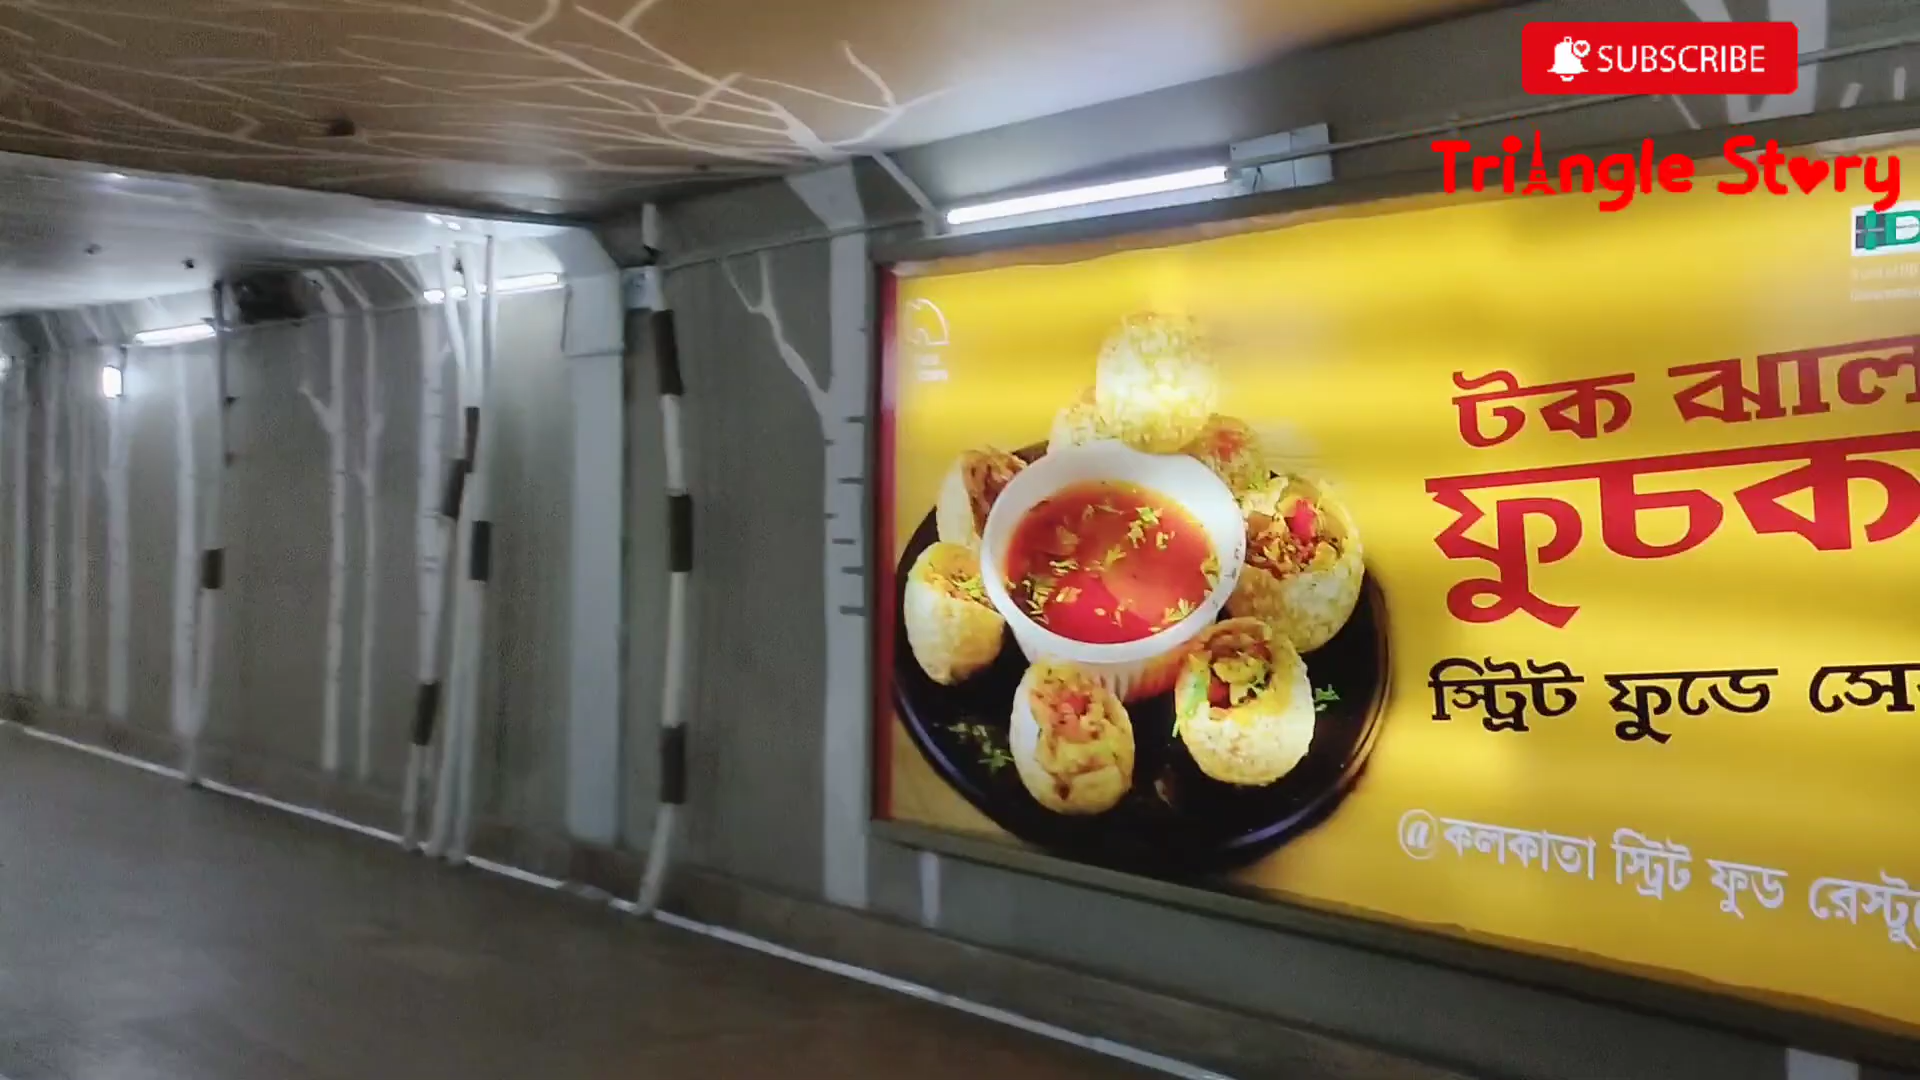 SUBSCRIBE
Triangle Story
টক ঝাল
ফুচক
স্ট্রিট ফুডে
@কলকাতা স্ট্রিট ফুড